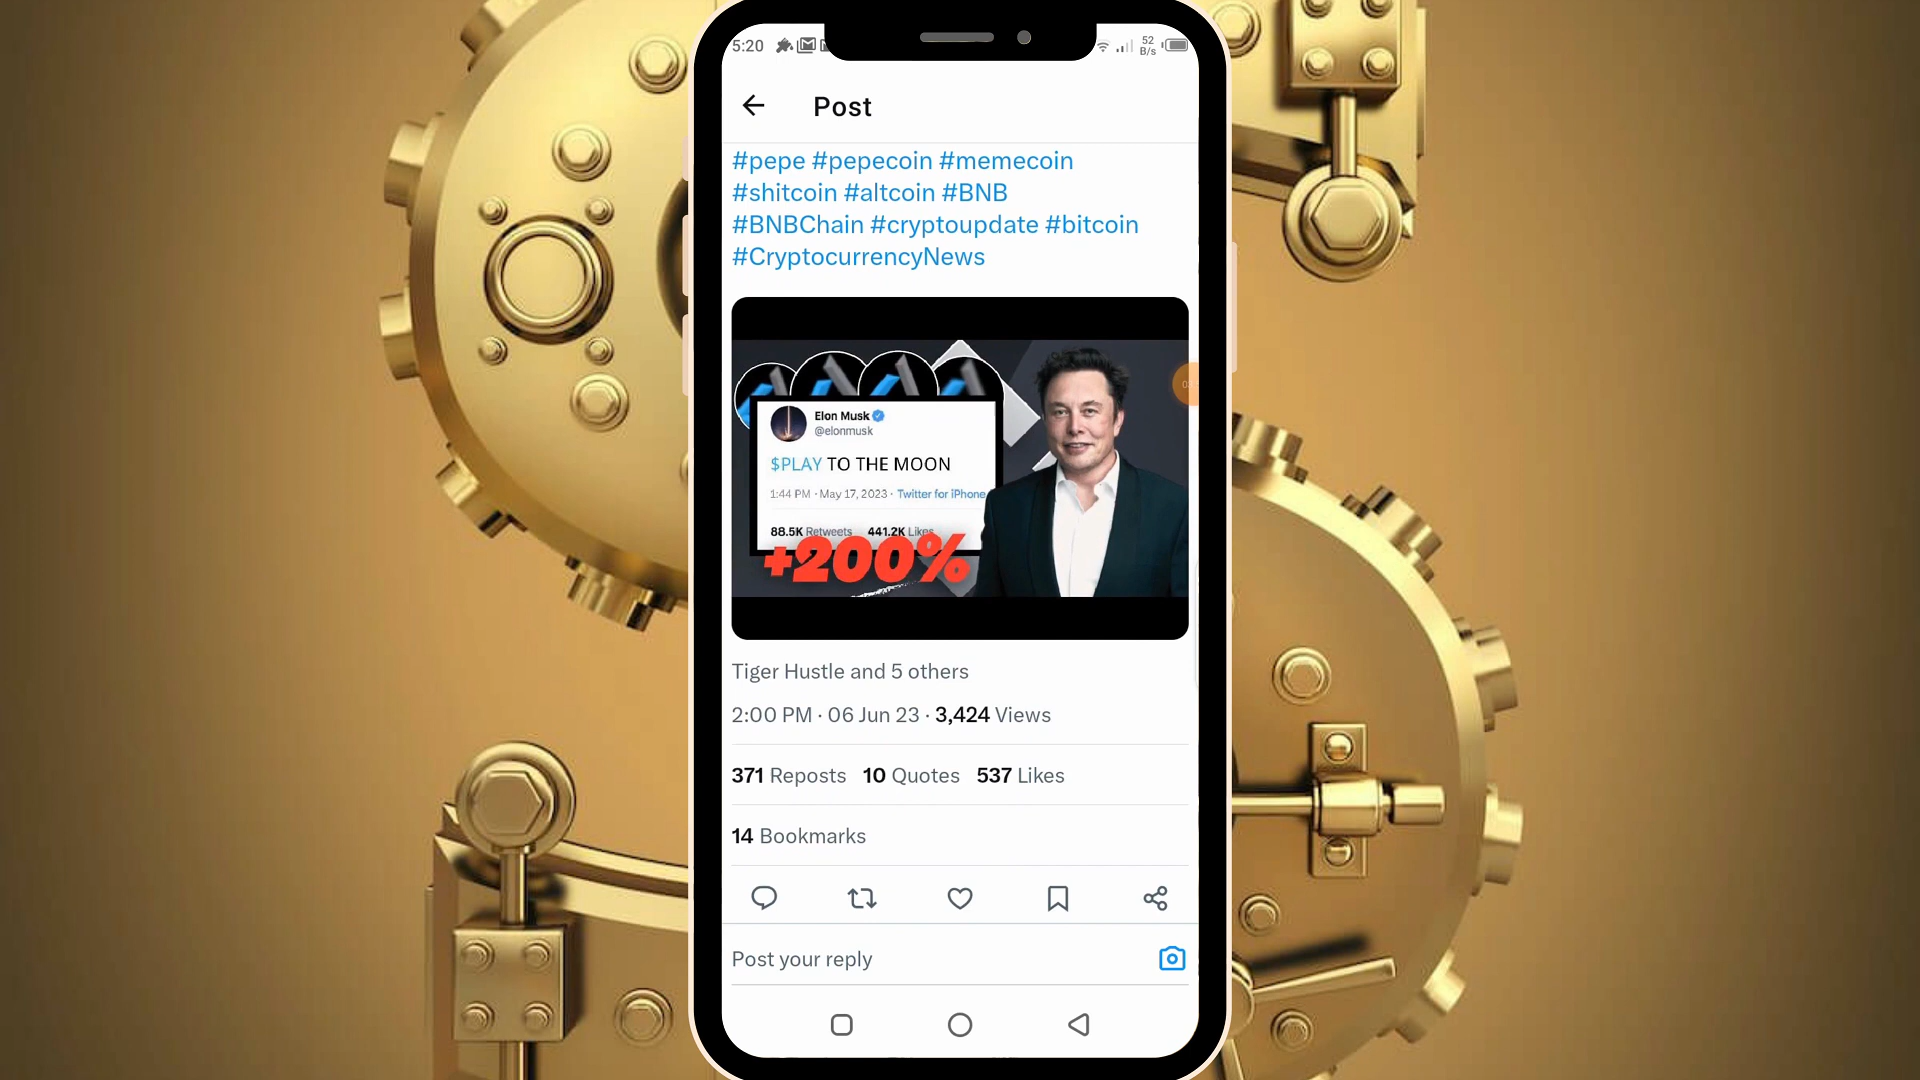 5:20
52
B/s
Post
#pepe #pepecoin #memecoin
#shitcoin #altcoin #BNB
#BNBChain #cryptoupdate #bitcoin
#CryptocurrencyNews
Elon Musk
@elonmusk
$PLAY TO THE MOON
1:44 PM · May 17, 2023 · Twitter for iPhone
88.5K Retweets 441.2K Likes
+200%
Tiger Hustle and 5 others
2:00 PM · 06 Jun 23 · 3,424 Views
371 Reposts 10 Quotes 537 Likes
14 Bookmarks
Post your reply